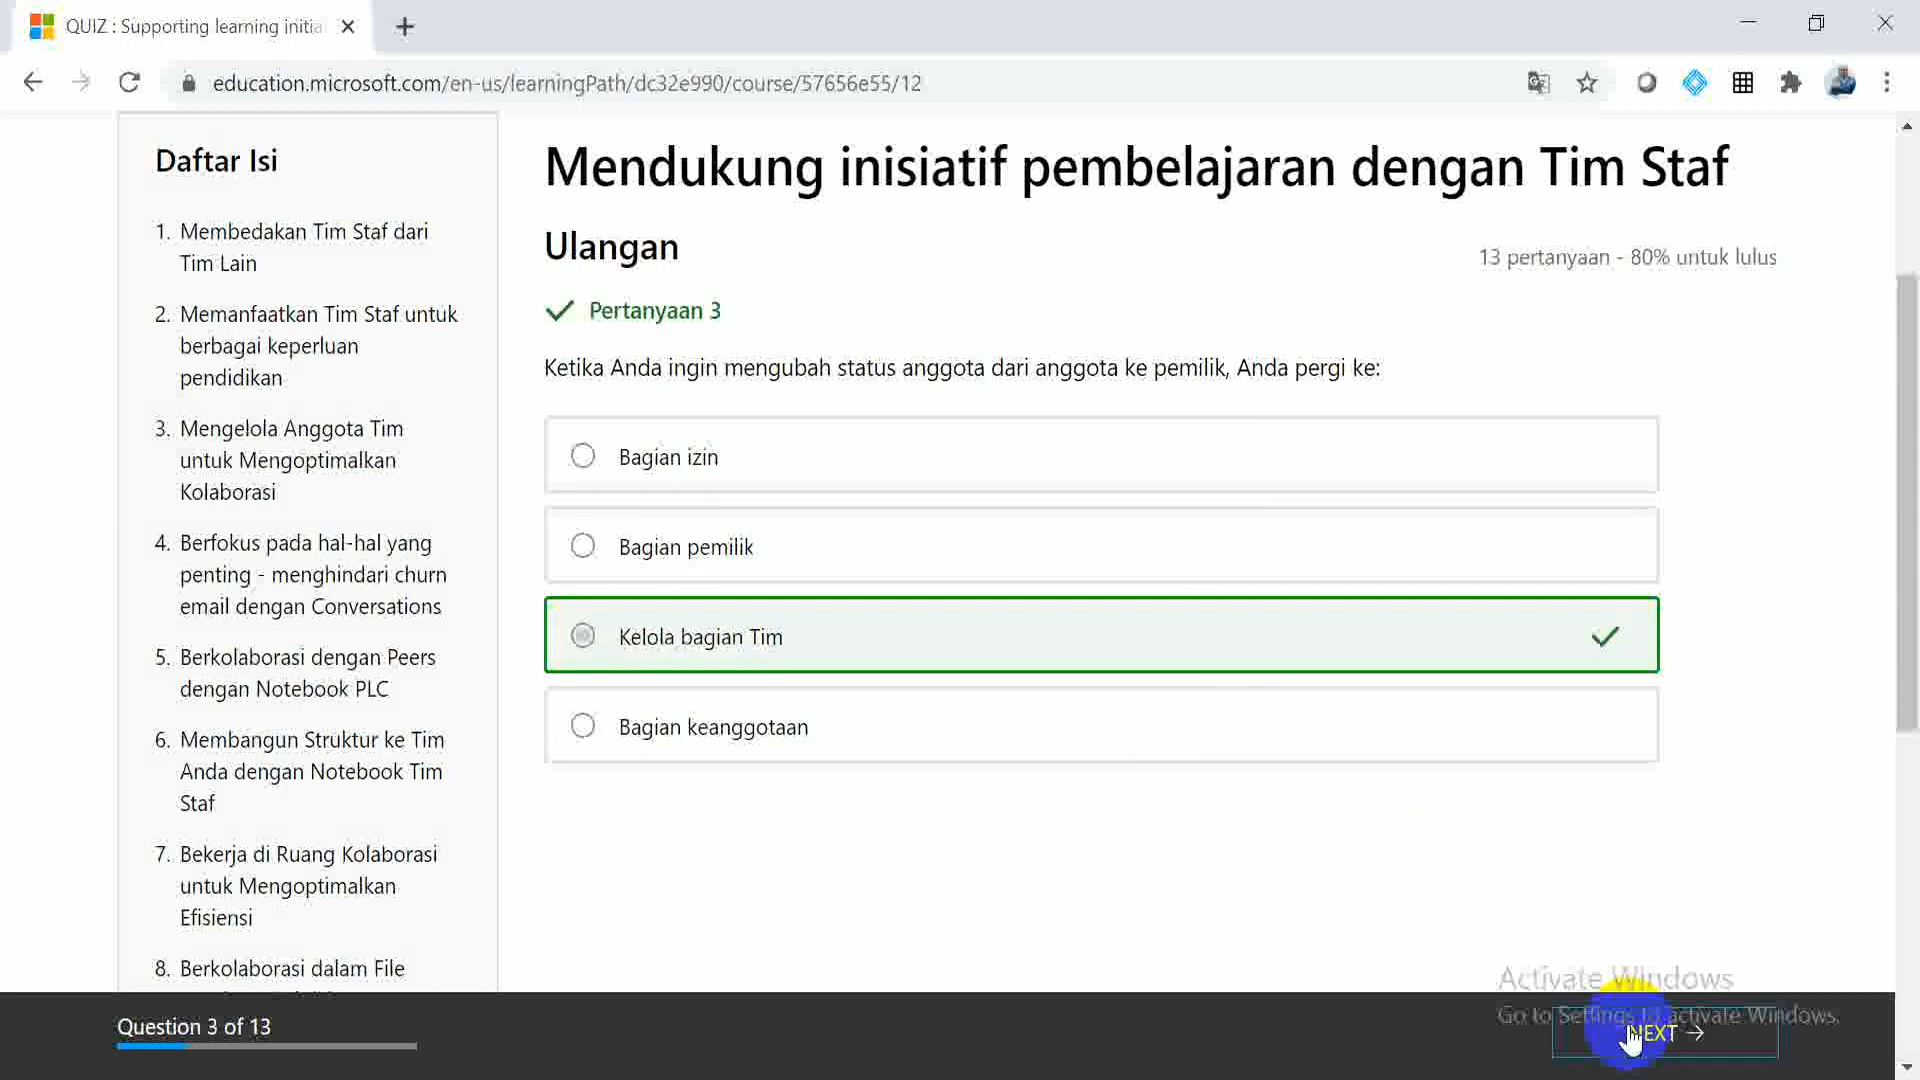 QUIZ : Supporting learning initia
education.microsoft.com/en-us/learningPath/dc32e990/course/57656e55/12
Daftar Isi
1. Membedakan Tim Staf dari
Tim Lain
2. Memanfaatkan Tim Staf untuk
berbagai keperluan
pendidikan
3. Mengelola Anggota Tim
untuk Mengoptimalkan
Kolaborasi
4. Berfokus pada hal-hal yang
penting - menghindari churn
email dengan Conversations
5. Berkolaborasi dengan Peers
dengan Notebook PLC
6. Membangun Struktur ke Tim
Anda dengan Notebook Tim
Staf
7. Bekerja di Ruang Kolaborasi
untuk Mengoptimalkan
Efisiensi
8. Berkolaborasi dalam File
Mendukung inisiatif pembelajaran dengan Tim Staf
Ulangan
13 pertanyaan - 80% untuk lulus
Pertanyaan 3
Ketika Anda ingin mengubah status anggota dari anggota ke pemilik, Anda pergi ke:
Bagian izin
Bagian pemilik
Kelola bagian Tim
Bagian keanggotaan
Activate Windows
Go to Settings to activate Windows.
Question 3 of 13
NEXT →